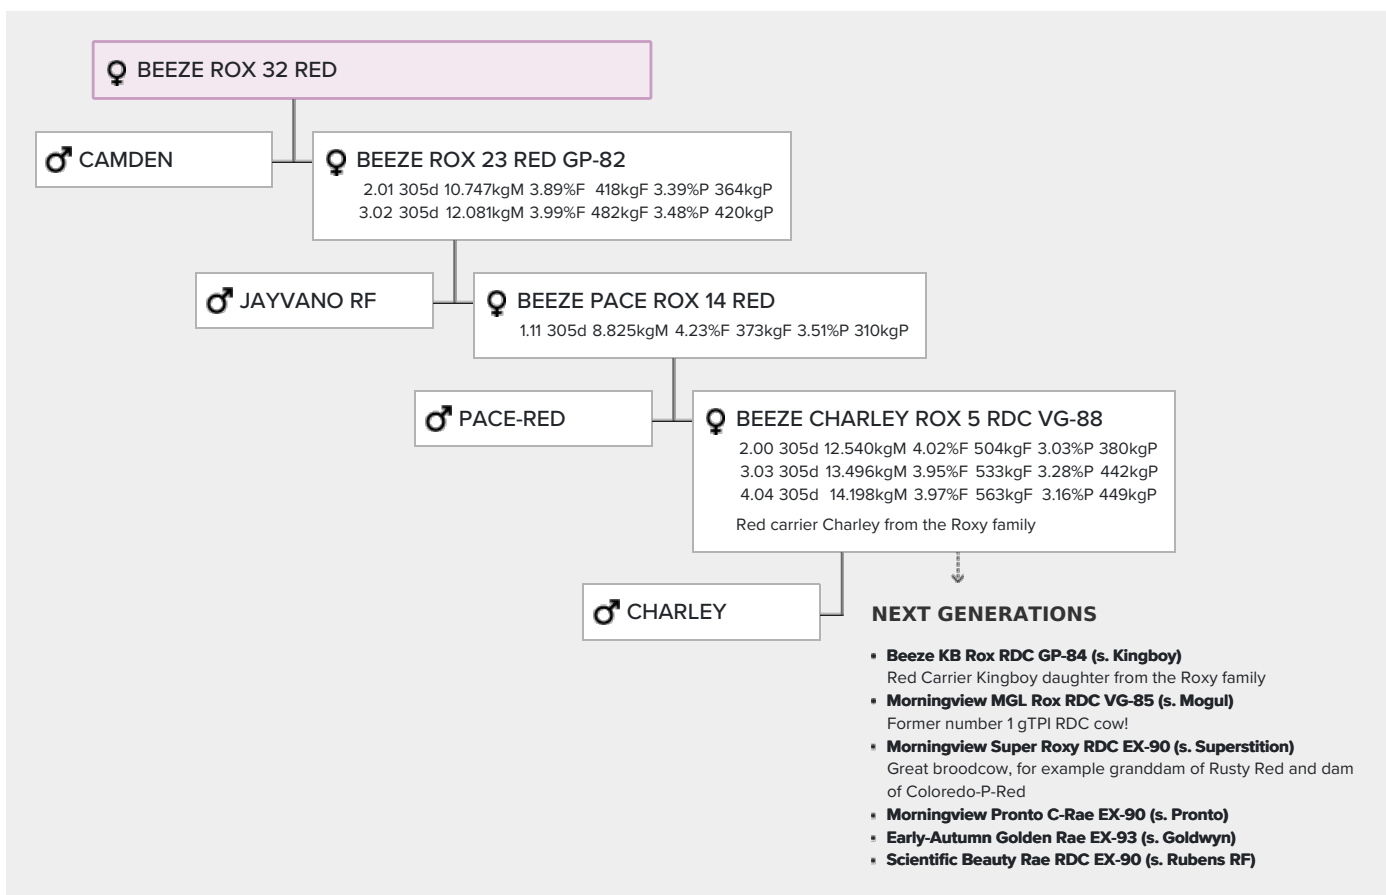 BEEZE ROX 32 RED
CAMDEN
BEEZE ROX 23 RED GP-82
2.01 305d 10.747kgM 3.89%F 418kgF 3.39%P 364kgP
3.02 305d 12.081kgM 3.99%F 482kgF 3.48%P 420kgP
JAYVANO RF
BEEZE PACE ROX 14 RED
1.11 305d 8.825kgM 4.23%F 373kgF 3.51%P 310kgP
PACE-RED
BEEZE CHARLEY ROX 5 RDC VG-88
2.00 305d 12.540kgM 4.02%F 504kgF 3.03%P 380kgP
3.03 305d 13.496kgM 3.95%F 533kgF 3.28%P 442kgP
4.04 305d 14.198kgM 3.97%F 563kgF 3.16%P 449kgP
Red carrier Charley from the Roxy family
CHARLEY
NEXT GENERATIONS
Beeze KB Rox RDC GP-84 (s. Kingboy)
Red Carrier Kingboy daughter from the Roxy family
Morningview MGL Rox RDC VG-85 (s. Mogul)
Former number 1 gTPI RDC cow!
Morningview Super Roxy RDC EX-90 (s. Superstition)
Great broodcow, for example granddam of Rusty Red and dam
of Coloredo-P-Red
Morningview Pronto C-Rae EX-90 (s. Pronto)
Early-Autumn Golden Rae EX-93 (s. Goldwyn)
Scientific Beauty Rae RDC EX-90 (s. Rubens RF)